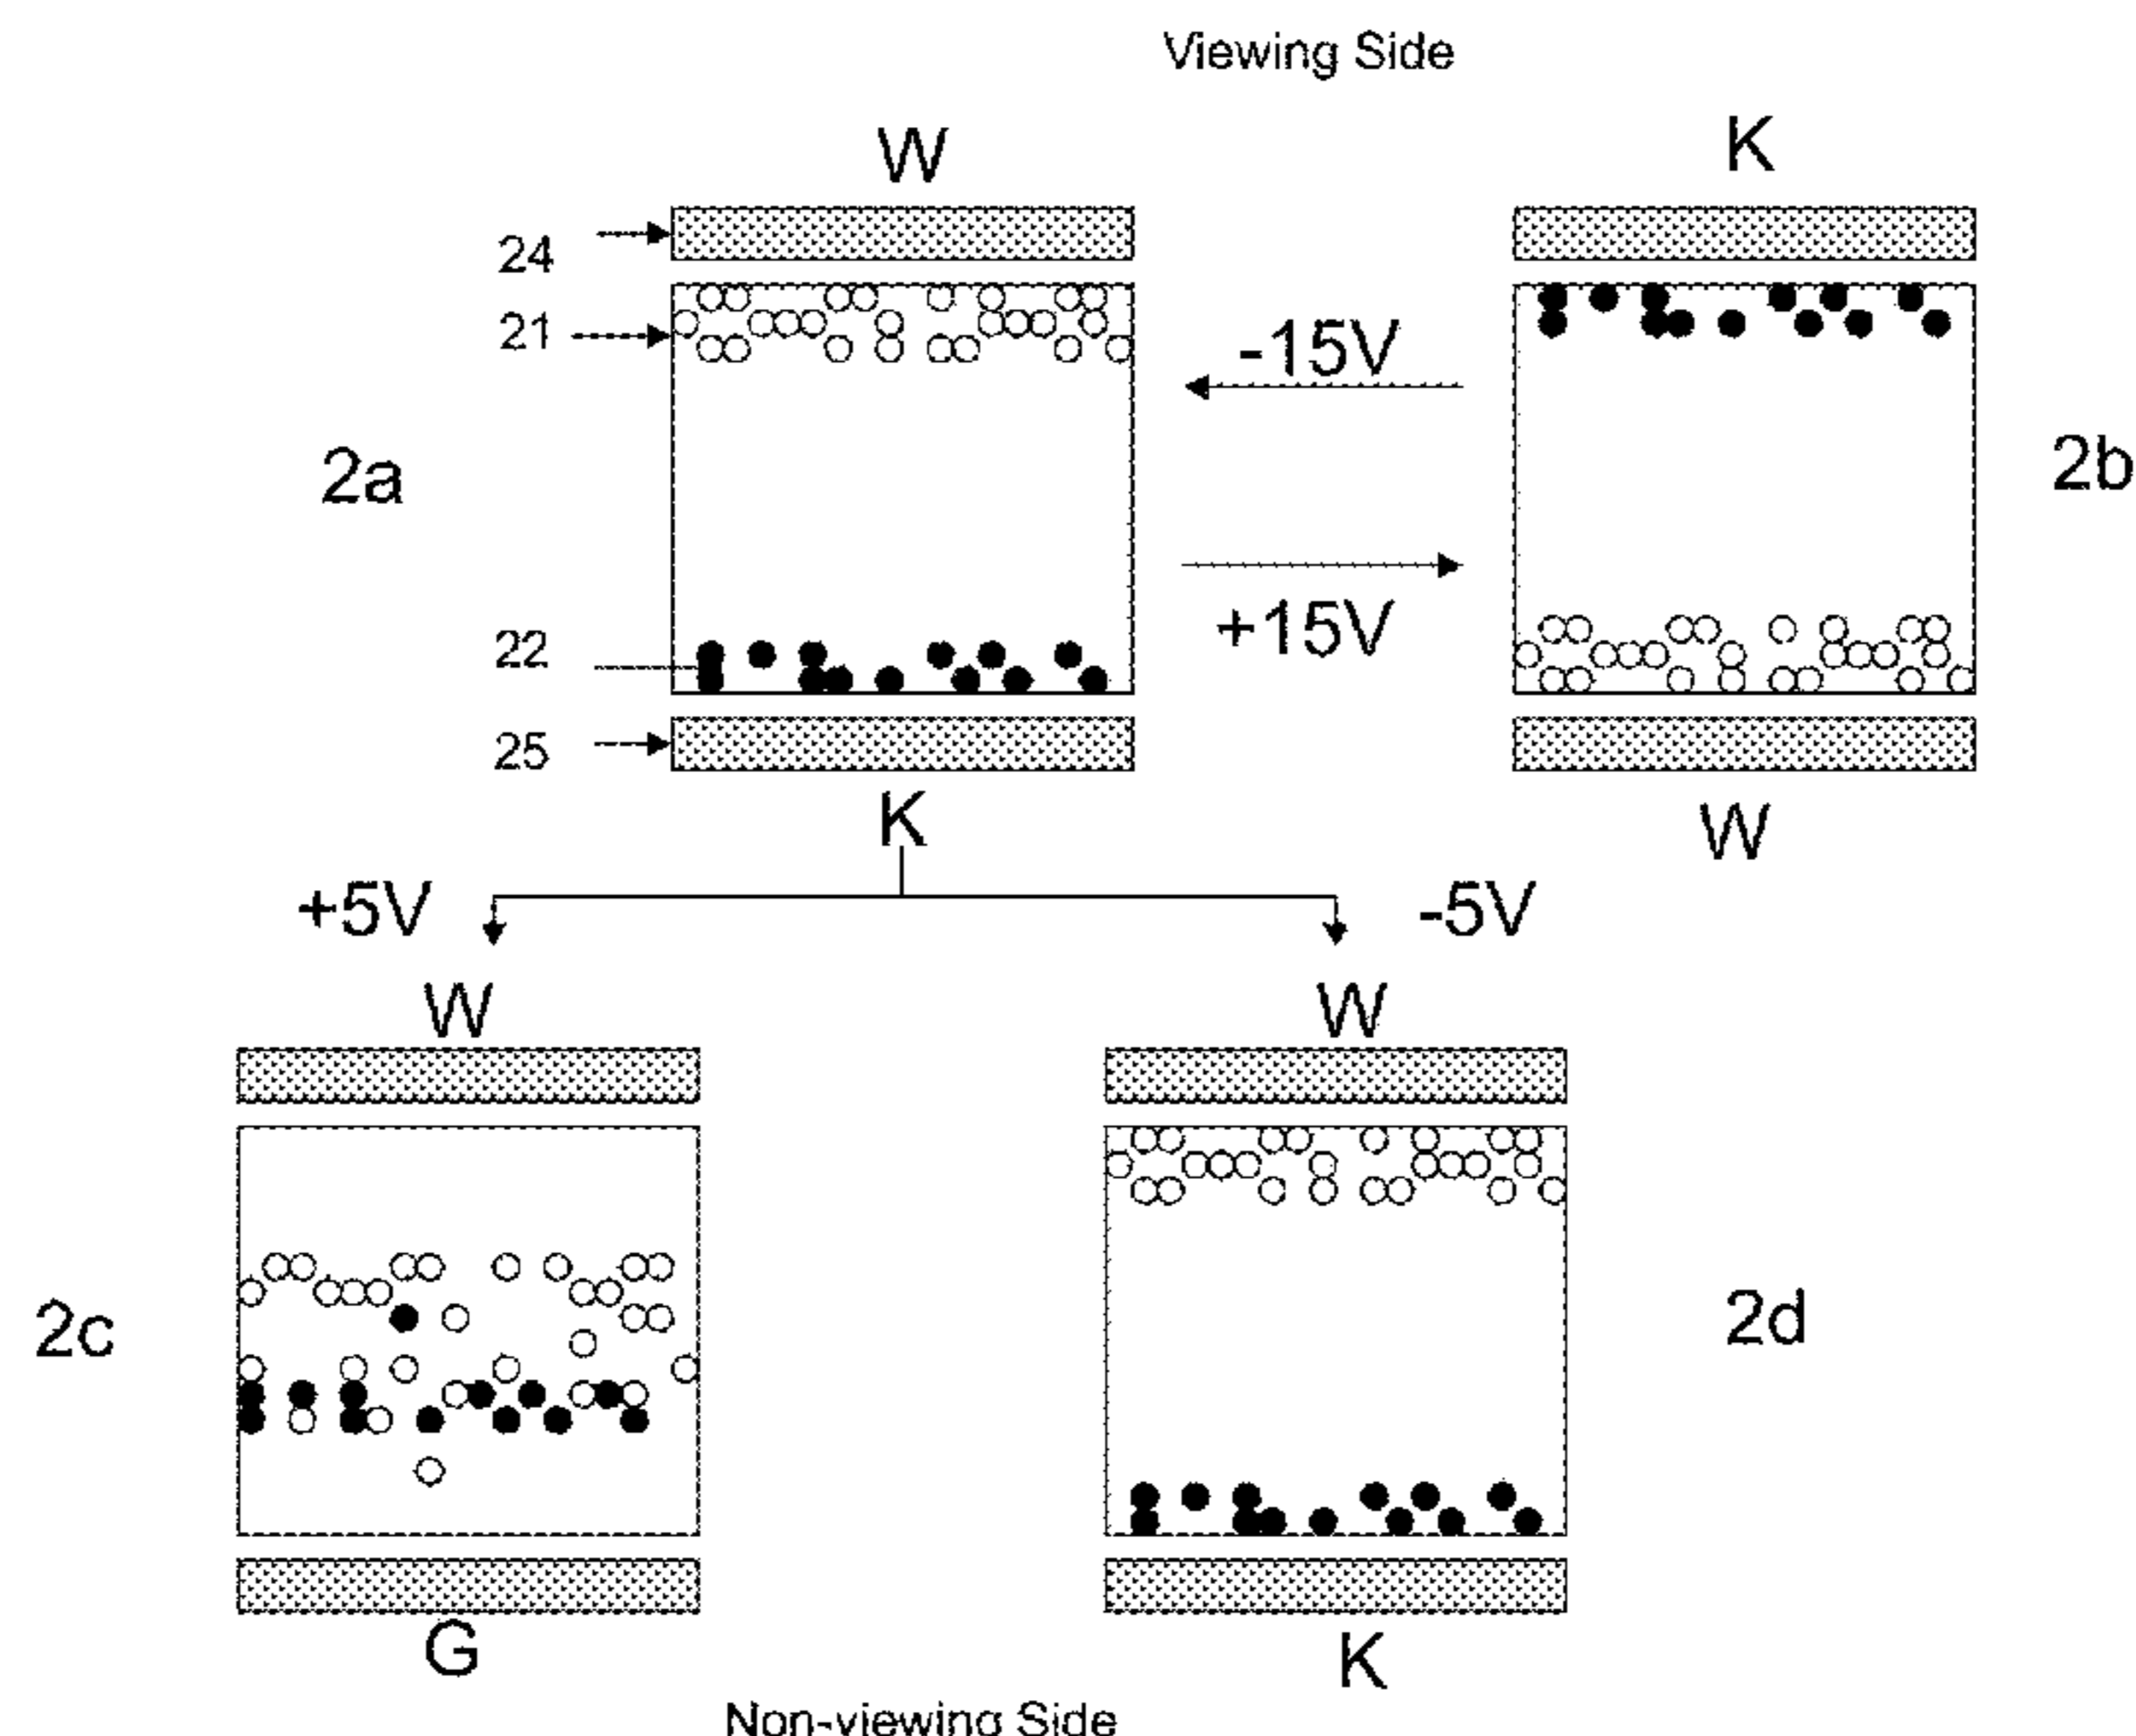 Viewing Side
W
K
24
21
-15V
2a
2b
+15V
22
25
K
W
+5V
-5V
W
W
2c
2d
G
K
Non-viewing Side